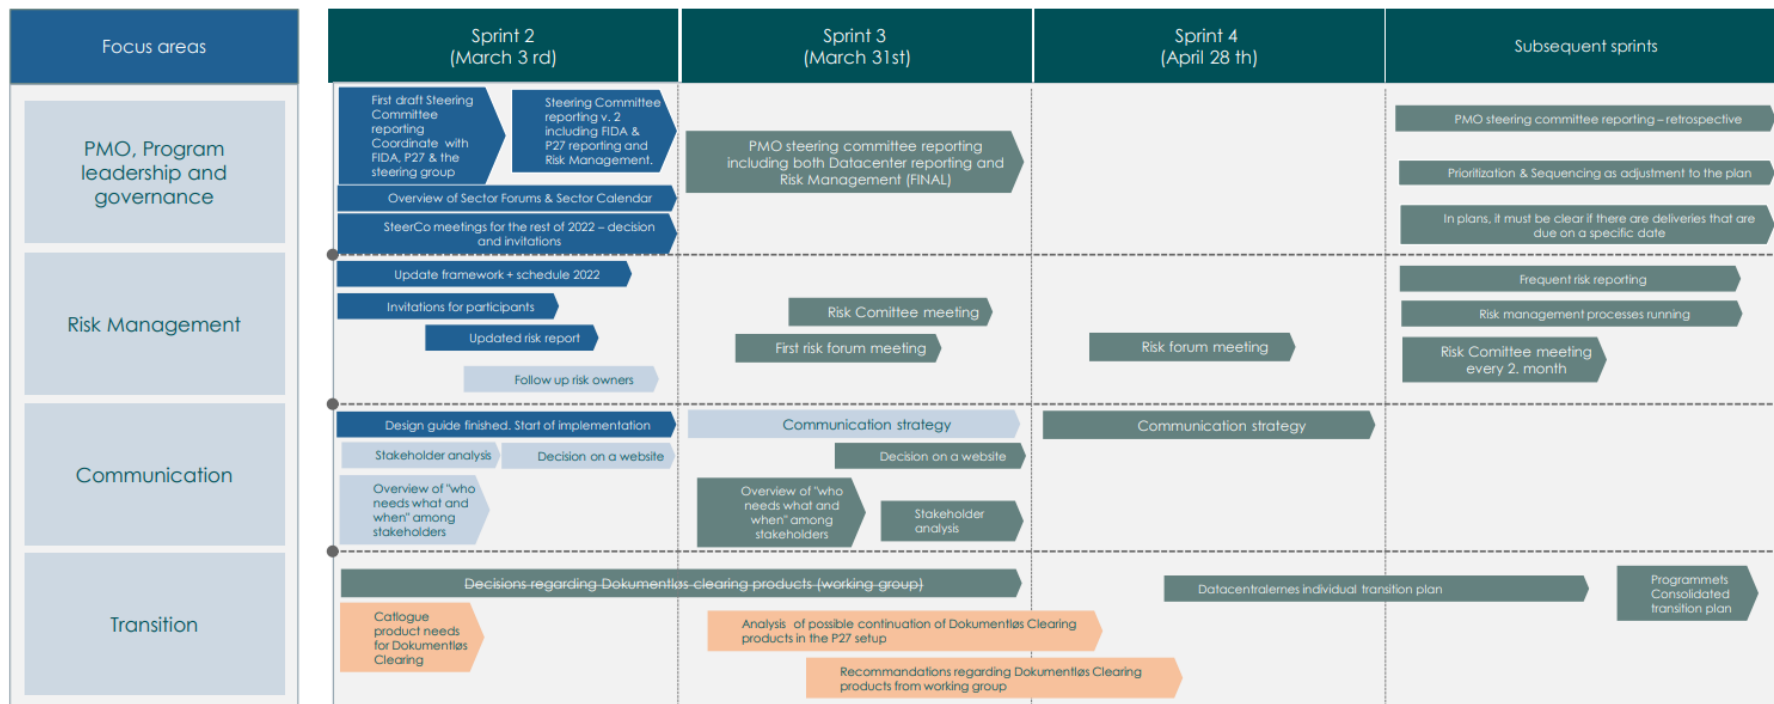 Focus areas
Sprint 2
(March 3 rd)
Sprint 3
(March 31st)
Sprint 4
(April 28 th)
Subsequent sprints
PMO, Program
leadership and
governance
First draft Steering
Committee
reporting
Coordinate with
FIDA, P27 & the
steering group
Steering Committee
reporting v. 2
including FIDA &
P27 reporting and
Risk Management.
Overview of Sector Forums & Sector Calendar
SteerCo meetings for the rest of 2022 – decision
and invitations
PMO steering committee reporting
including both Datacenter reporting and
Risk Management (FINAL)
PMO steering committee reporting – retrospective
Prioritization & Sequencing as adjustment to the plan
In plans, it must be clear if there are deliveries that are
due on a specific date
Risk Management
Update framework + schedule 2022
Invitations for participants
Updated risk report
Follow up risk owners
Risk Comittee meeting
First risk forum meeting
Risk forum meeting
Frequent risk reporting
Risk management processes running
Risk Comittee meeting
every 2. month
Communication
Design guide finished. Start of implementation
Stakeholder analysis
Decision on a website
Overview of "who
needs what and
when" among
stakeholders
Communication strategy
Decision on a website
Overview of "who
needs what and
when" among
stakeholders
Stakeholder
analysis
Communication strategy
Transition
Decisions regarding Dokumentløs clearing products (working group)
Catlogue
product needs
for Dokumentløs
Clearing
Analysis of possible continuation of Dokumentløs Clearing
products in the P27 setup
Recommandations regarding Dokumentløs Clearing
products from working group
Datacentralernes individual transition plan
Programmets
Consolidated
transition plan